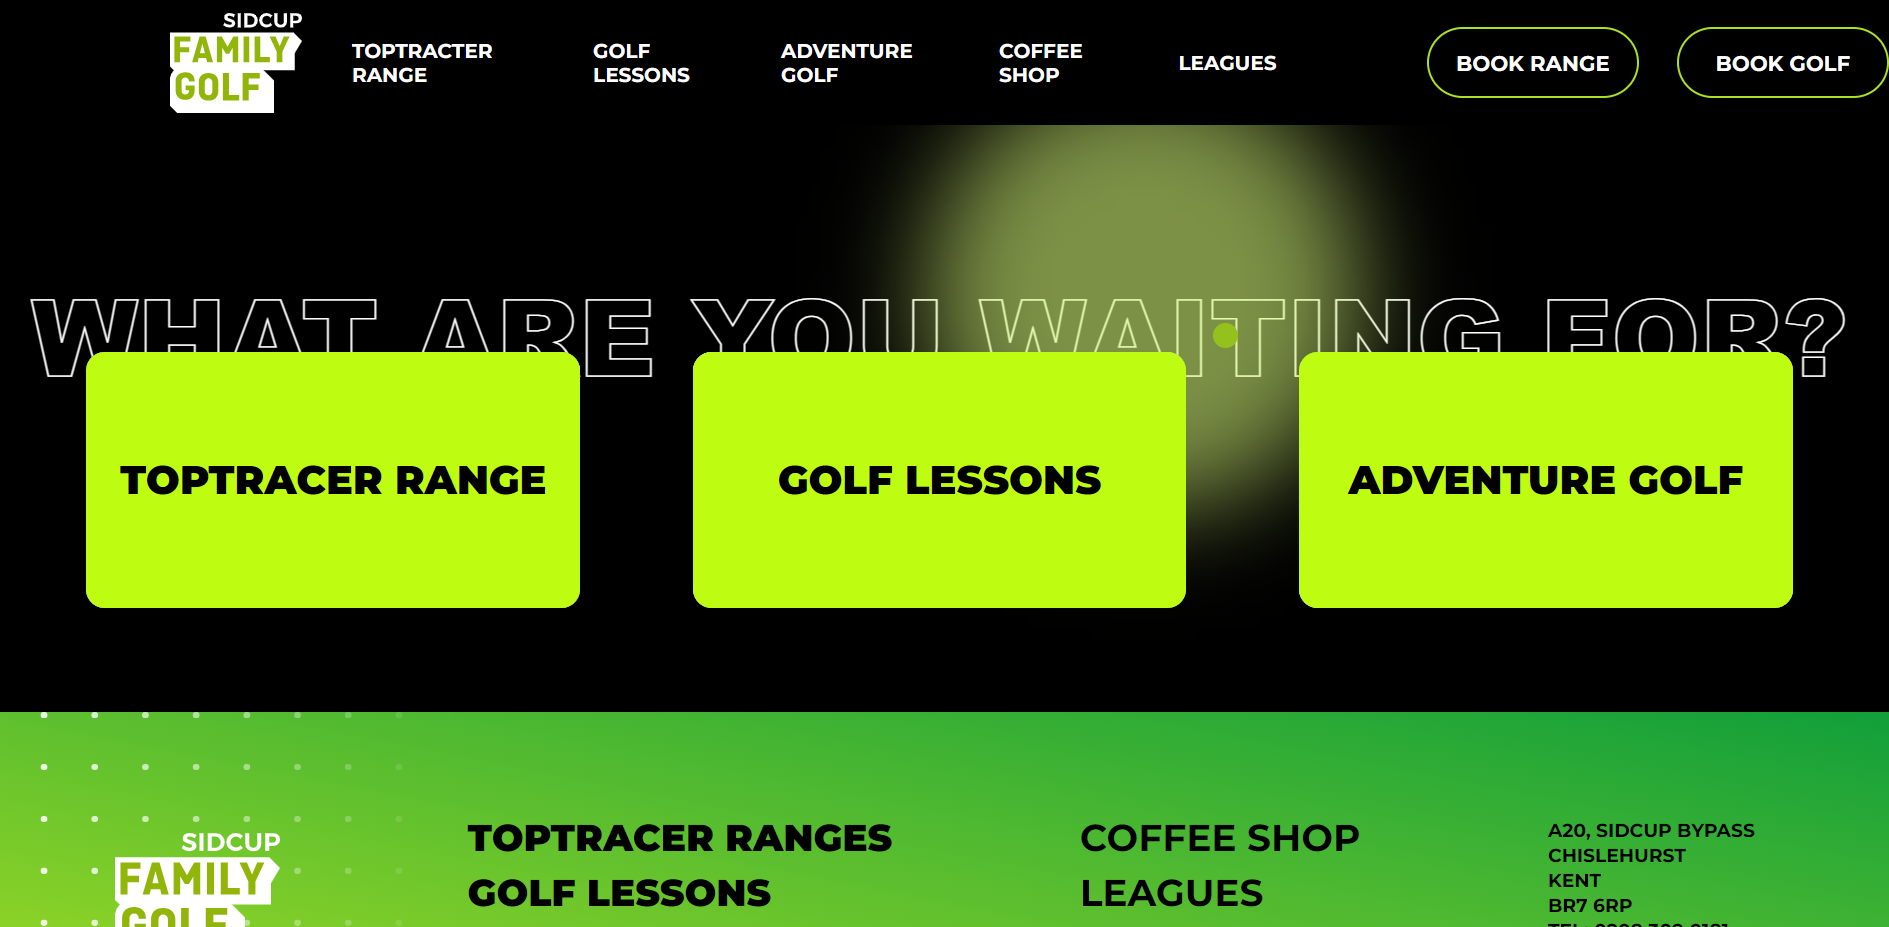 SIDCUP
FAMILY
GOLF
TOPTRACTER
RANGE
GOLF
LESSONS
ADVENTURE
GOLF
COFFEE
SHOP
LEAGUES
BOOK RANGE
BOOK GOLF
WHAT ARE YOU WAITING FOR?
TOPTRACER RANGE
GOLF LESSONS
ADVENTURE GOLF
SIDCUP
FAMILY
GOLF
TOPTRACER RANGES
GOLF LESSONS
COFFEE SHOP
LEAGUES
A20, SIDCUP BYPASS
CHISLEHURST
KENT
BR7 6RP